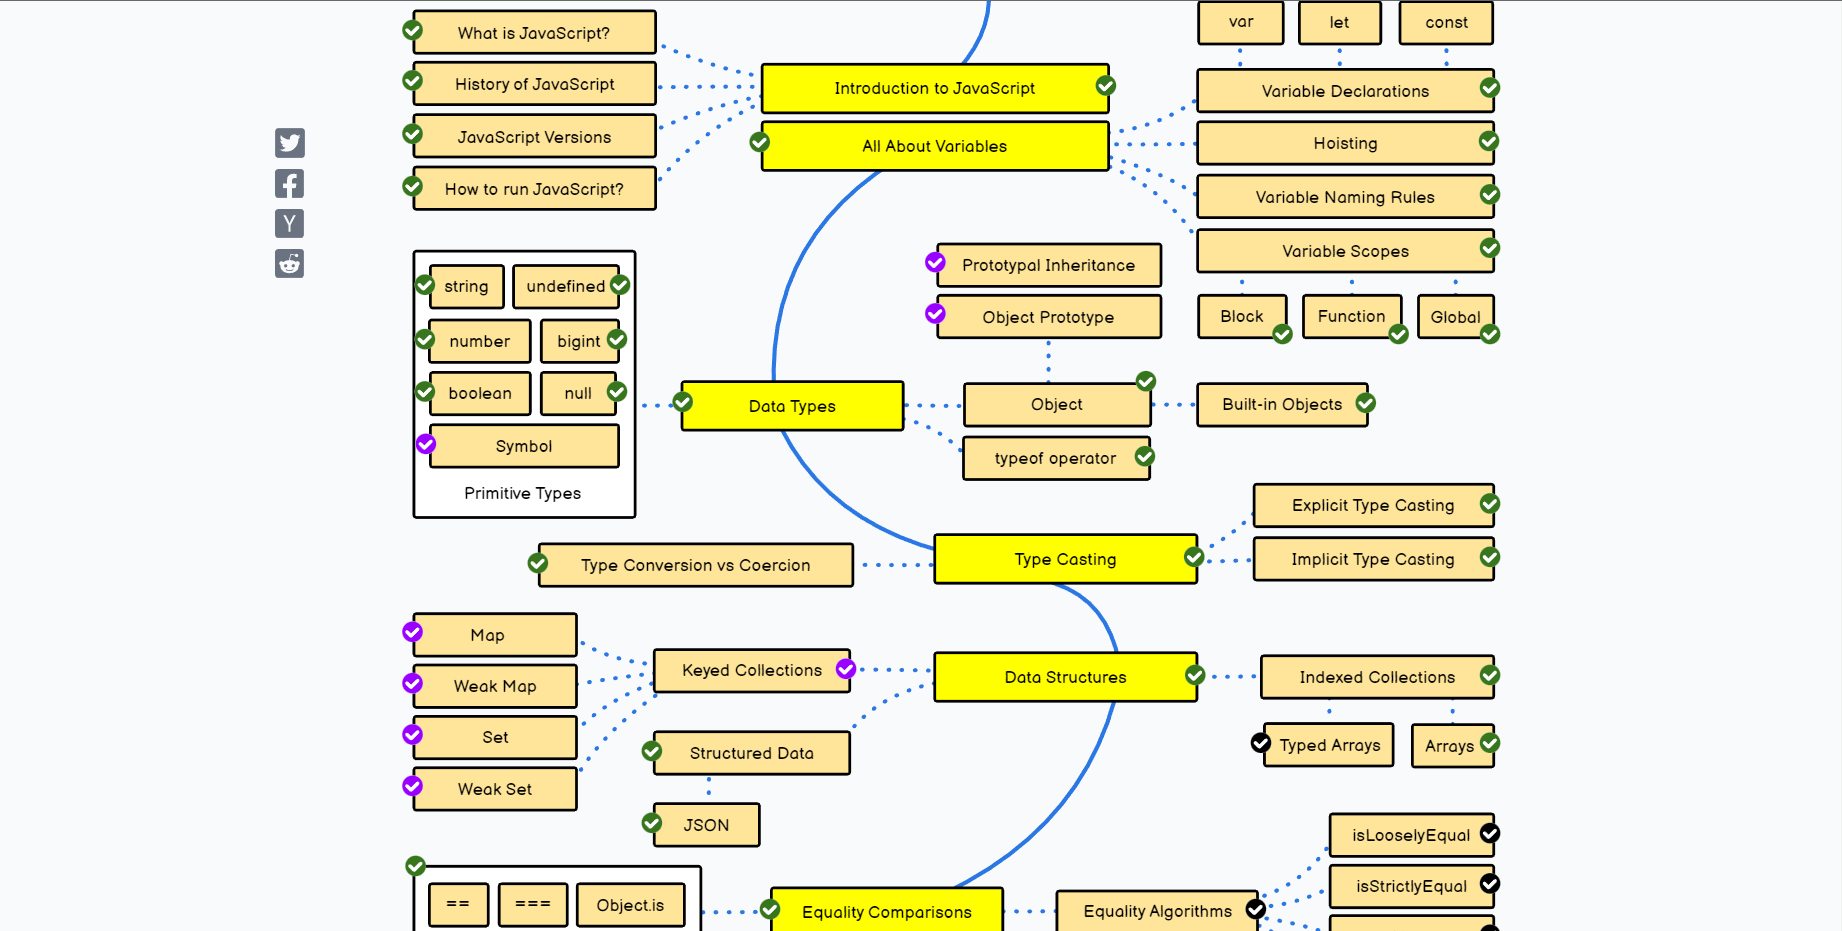 What is JavaScript?
History of JavaScript
JavaScript Versions
How to run JavaScript?
Introduction to JavaScript
All About Variables
var
let
const
Variable Declarations
Hoisting
Variable Naming Rules
Variable Scopes
Block
Function
Global
string
undefined
number
bigint
boolean
null
Symbol
Primitive Types
Data Types
Prototypal Inheritance
Object Prototype
Object
Built-in Objects
typeof operator
Type Conversion vs Coercion
Type Casting
Explicit Type Casting
Implicit Type Casting
Map
Weak Map
Set
Weak Set
Keyed Collections
Structured Data
JSON
Data Structures
Indexed Collections
Typed Arrays
Arrays
==
===
Object.is
Equality Comparisons
Equality Algorithms
isLooselyEqual
isStrictlyEqual